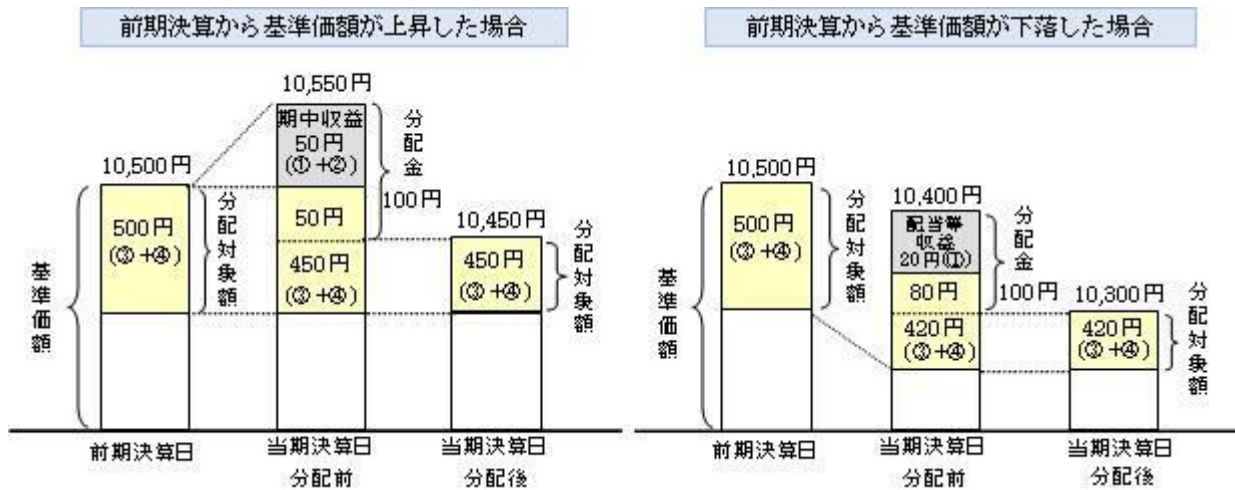 前期決算から基準価額が上昇した場合
10,550円
期中収益
50円
(①+②)
分配金
10,500円
500円
(③+④)
分配対象額
50円
100円
10,450円
450円
(③+④)
450円
(③+④)
分配対象額
基準価額
前期決算日
当期決算日
分配前
当期決算日
分配後
前期決算から基準価額が下落した場合
10,500円
500円
(③+④)
分配対象額
10,400円
配当等
収益
20円(①)
分配金
80円
100円
10,300円
420円
(③+④)
420円
(③+④)
分配対象額
基準価額
前期決算日
当期決算日
分配前
当期決算日
分配後